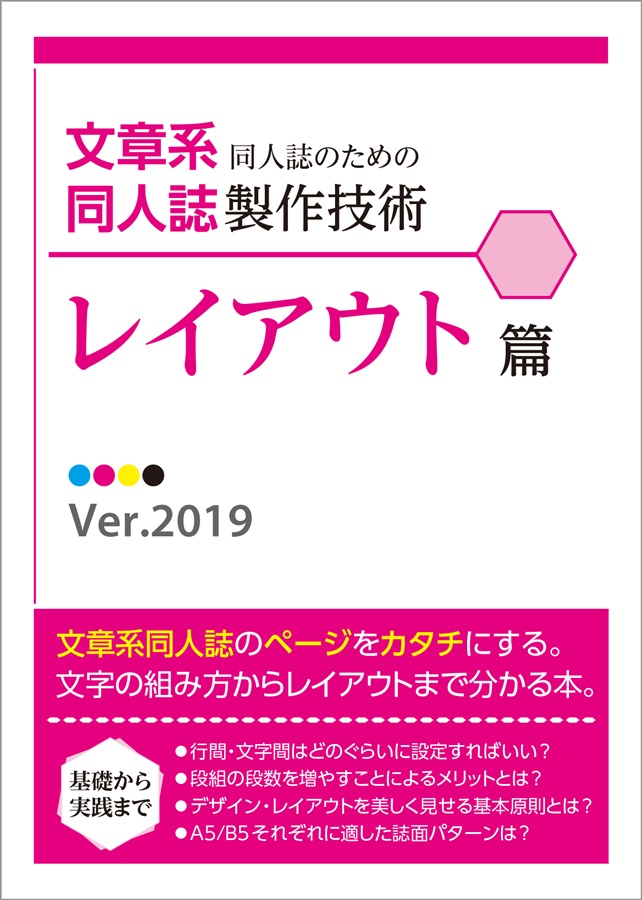 文章系 同人誌のための
同人誌 製作技術
レイアウト 篇
Ver.2019
文章系同人誌のページをカタチにする。
文字の組み方からレイアウトまで分かる本。
基礎から
実践まで
●行間・文字間はどのぐらいに設定すればいい?
●段組の段数を増やすことによるメリットとは?
●デザイン・レイアウトを美しく見せる基本原則とは?
●A5/B5それぞれに適した誌面パターンは?